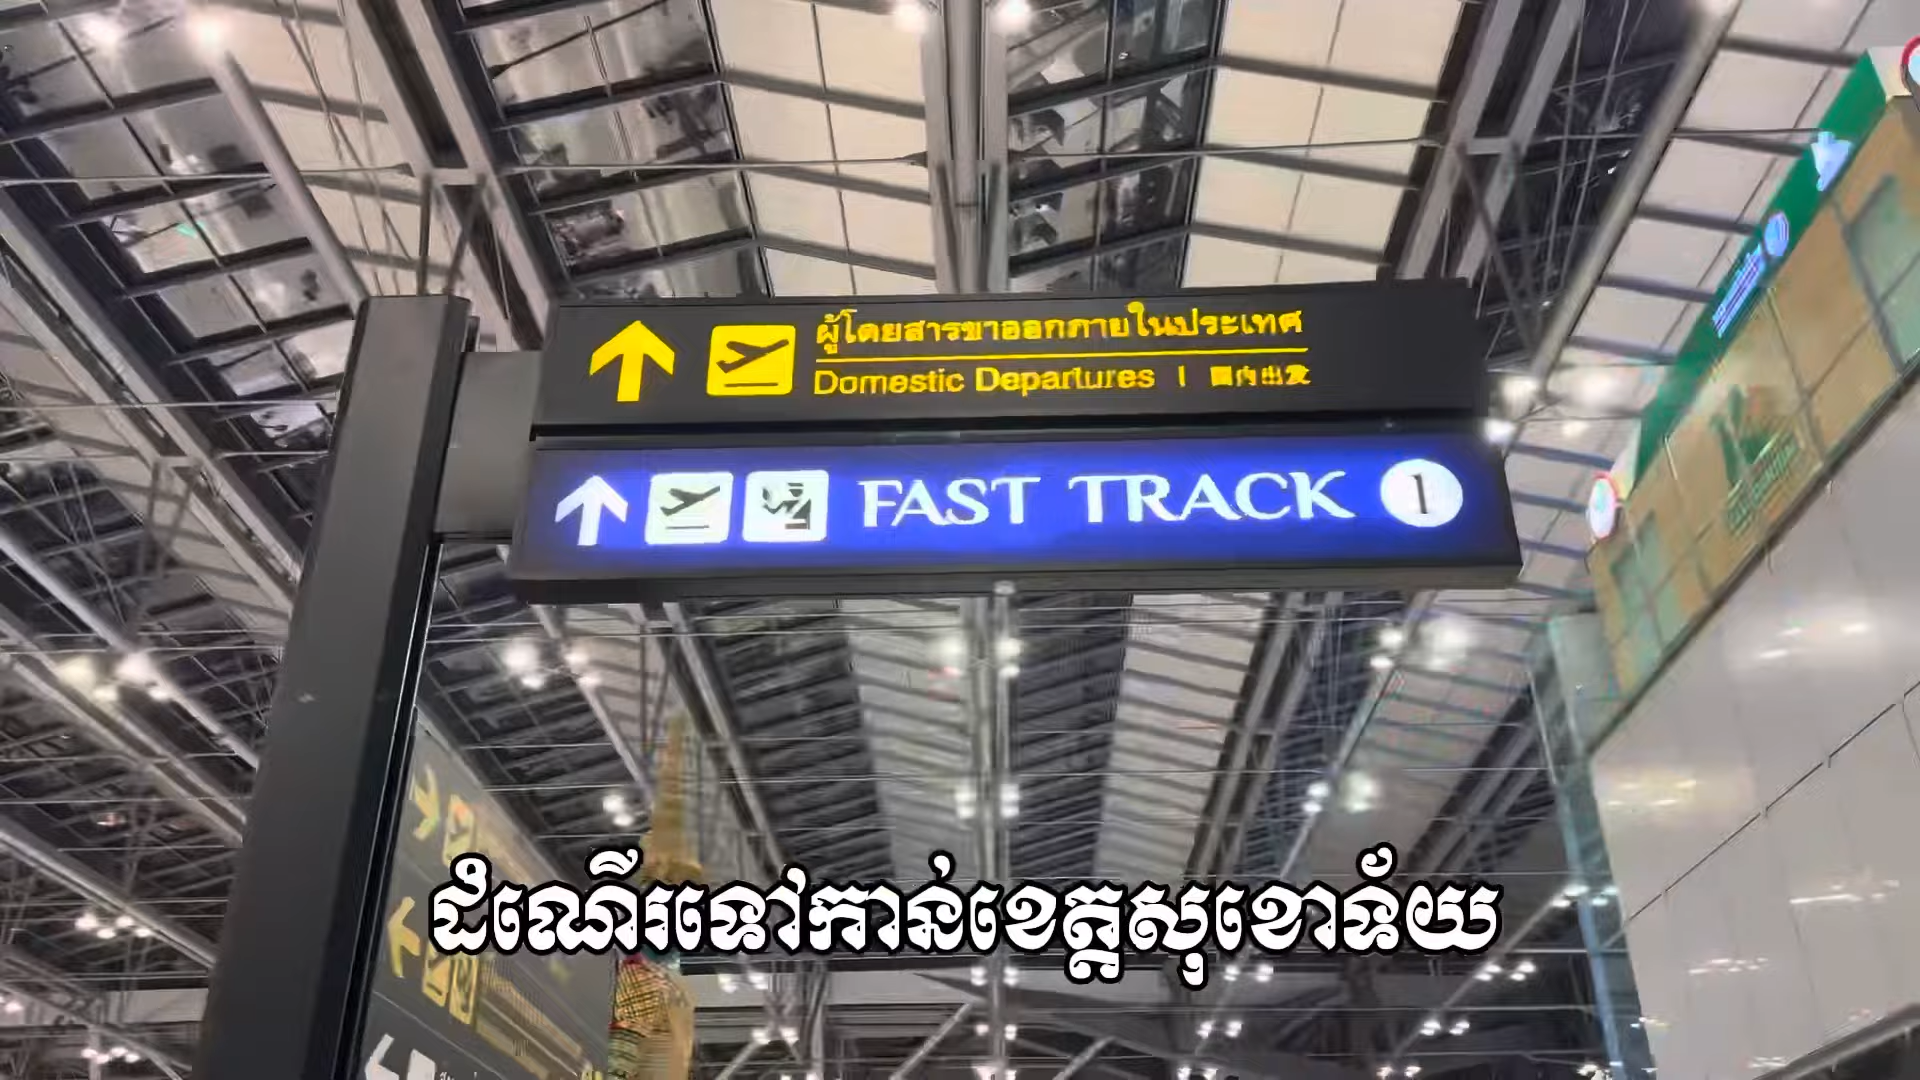 ผู้โดยสารขาออกภายในประเทศ
Domestic Departures | 国内出发
FAST TRACK 1
ដំណើរទៅកាន់ខេត្តសុខោទ័យ